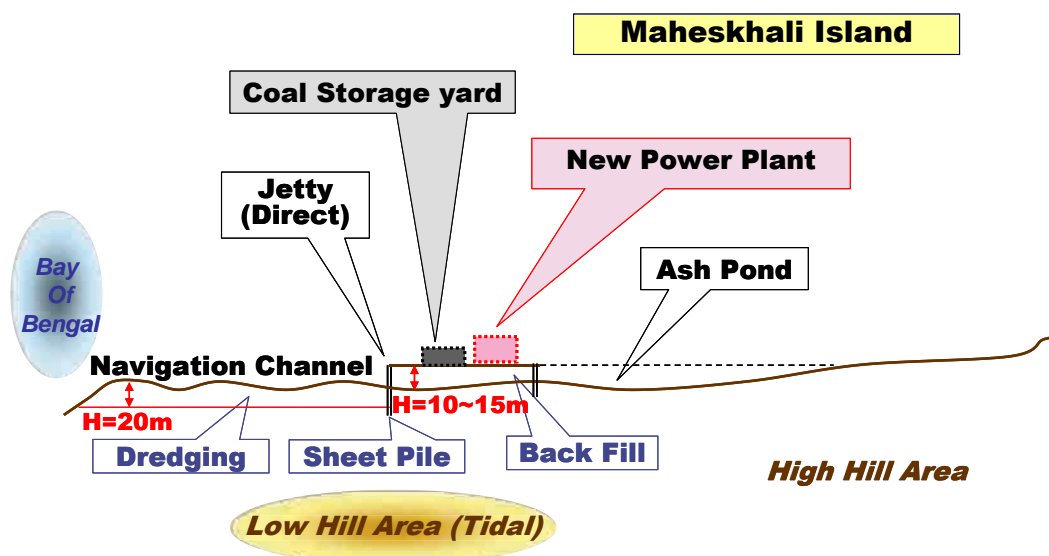 Maheskhali Island
Coal Storage yard
New Power Plant
Jetty
(Direct)
Ash Pond
Bay
Of
Bengal
Navigation Channel
H=20m
H=10~15m
Dredging
Sheet Pile
Back Fill
High Hill Area
Low Hill Area (Tidal)